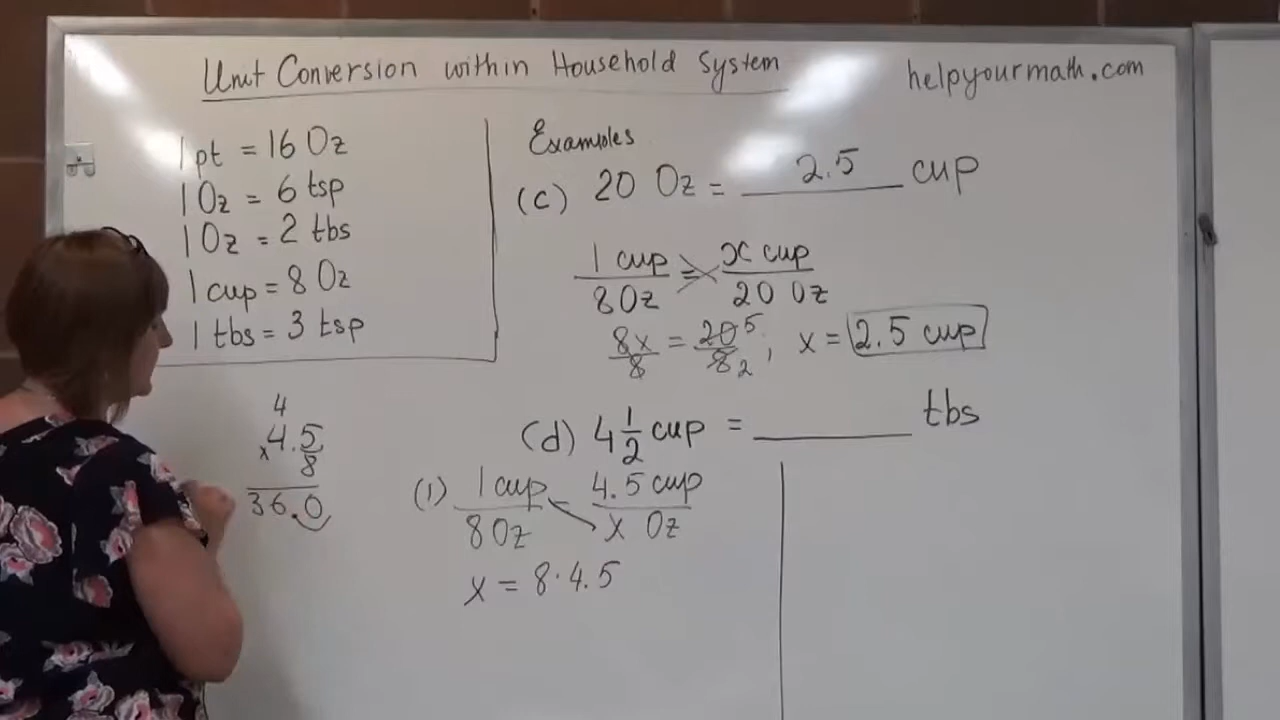 Unit Conversion within Household System
helpyourmath.com
1 pt = 16 Oz
1 Oz = 6 tsp
1 Oz = 2 tbs
1 cup = 8 Oz
1 tbs = 3 tsp
Examples
(c) 20 Oz = 2.5 cup
1 cup / 8 Oz = x cup / 20 Oz
8x / 8 = 20 5 / 8 2 , x = 2.5 cup
(d) 4 1/2 cup = ______ tbs
(1) 1 cup / 8 Oz = 4.5 cup / x Oz
x = 8 · 4.5
4
4.5
x 8
36.0